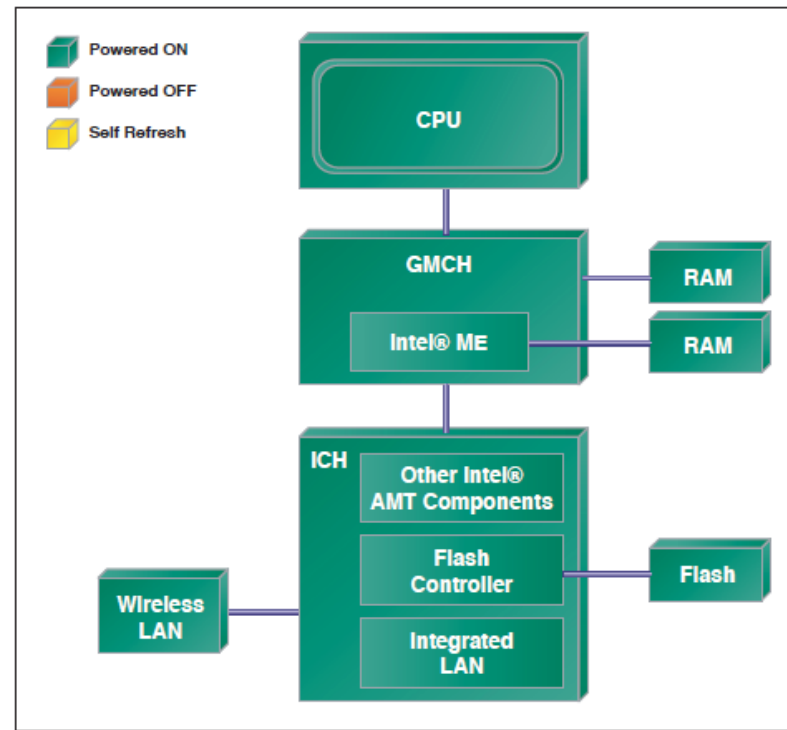 Powered ON
Powered OFF
Self Refresh
CPU
GMCH
RAM
Intel® ME
RAM
ICH
Other Intel®
AMT Components
Flash
Controller
Flash
Wireless
LAN
Integrated
LAN